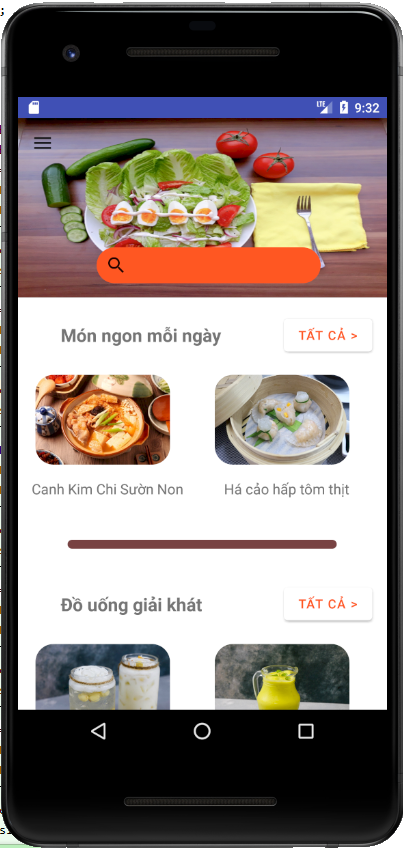 LTE 9:32
Món ngon mỗi ngày
TẤT CẢ >
Canh Kim Chi Sườn Non
Há cảo hấp tôm thịt
Đồ uống giải khát
TẤT CẢ >